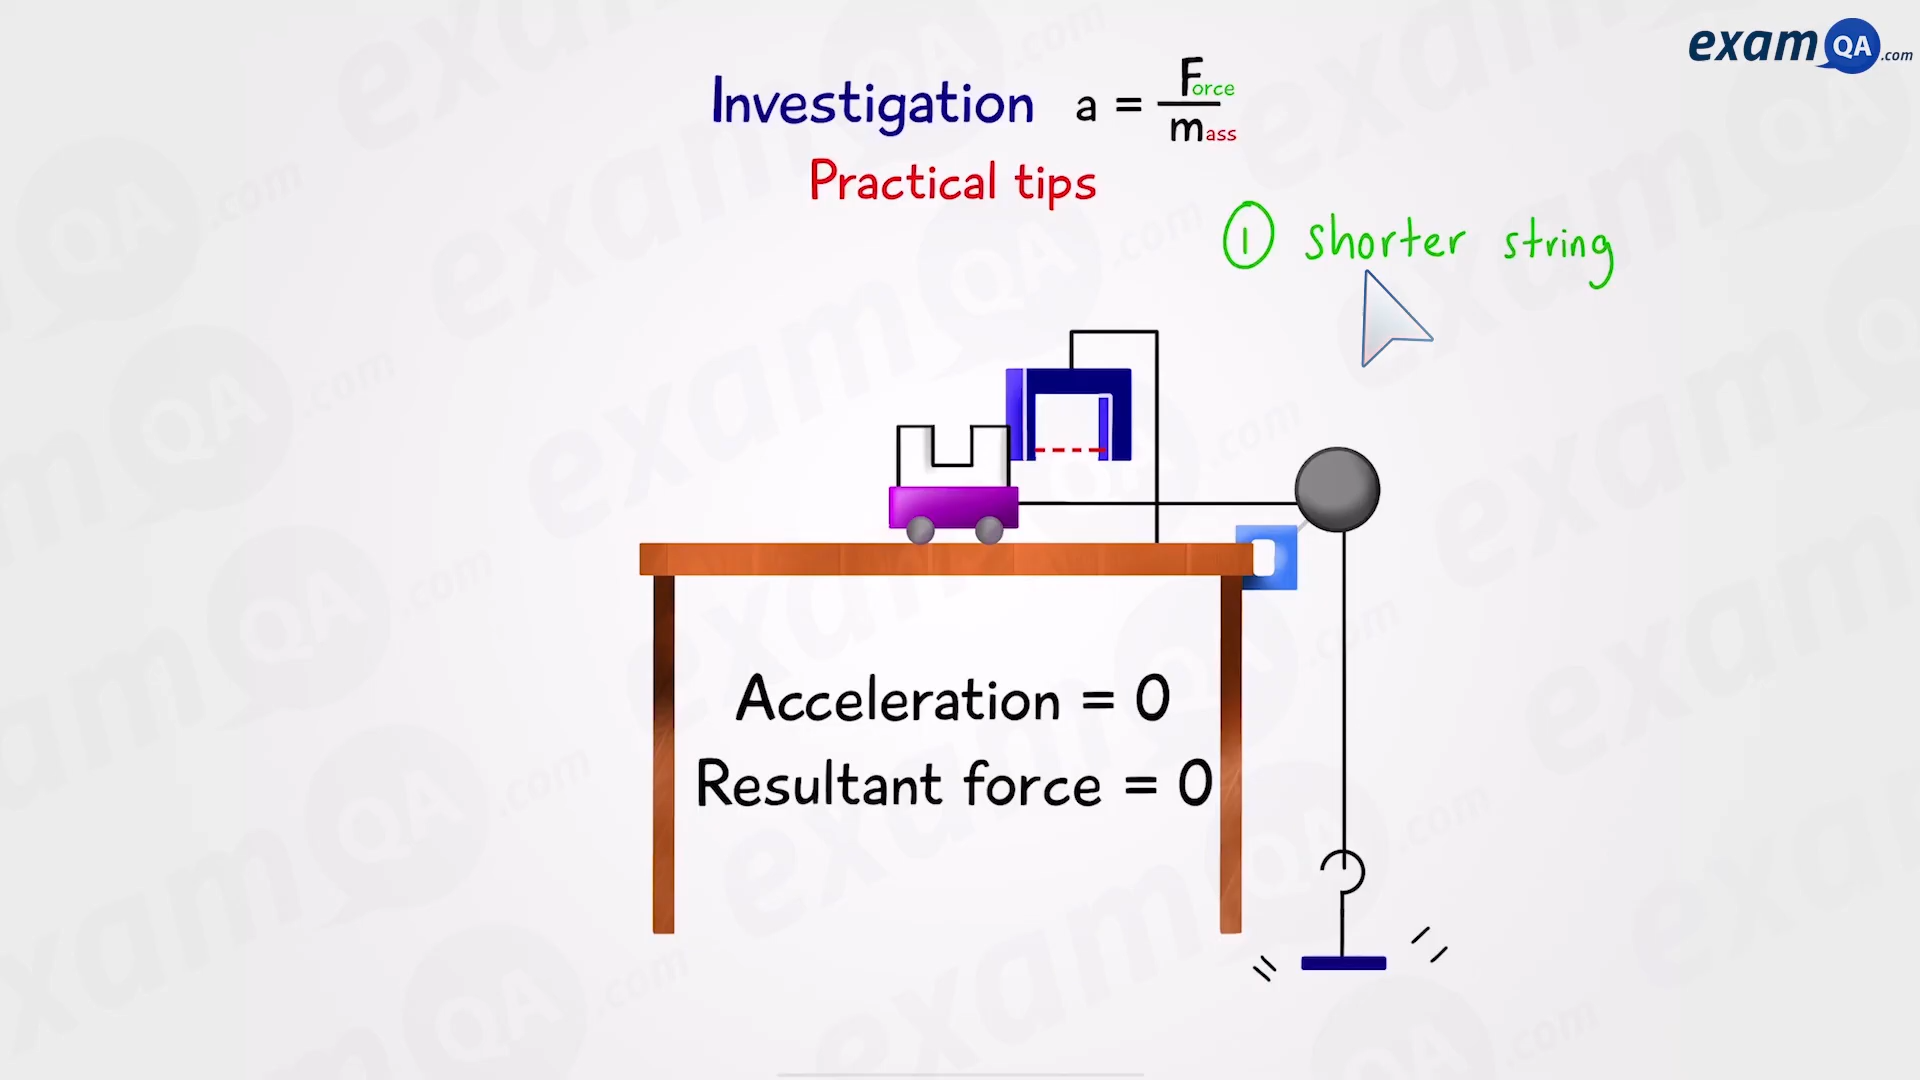 examQA.com
Investigation a = Force
mass
Practical tips
1 shorter string
Acceleration = 0
Resultant force = 0